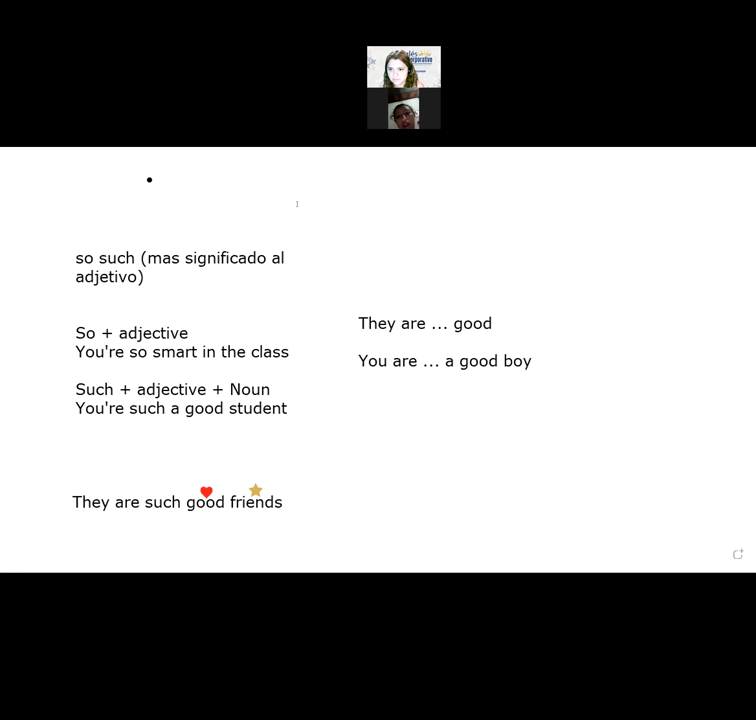 so such (mas significado al
adjetivo)
So + adjective
You're so smart in the class
Such + adjective + Noun
You're such a good student
They are such good friends
They are ... good
You are ... a good boy